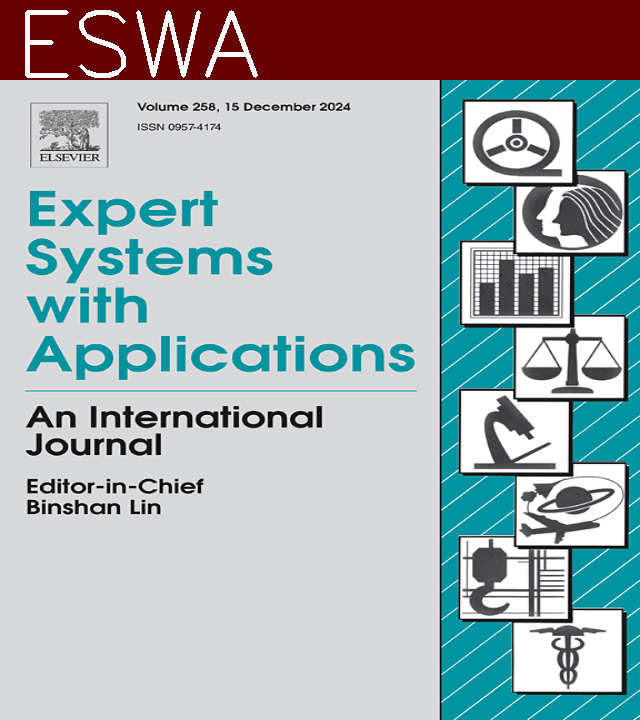 ESWA
Volume 258, 15 December 2024
ISSN 0957-4174
ELSEVIER
Expert
Systems
with
Applications
An International
Journal
Editor-in-Chief
Binshan Lin